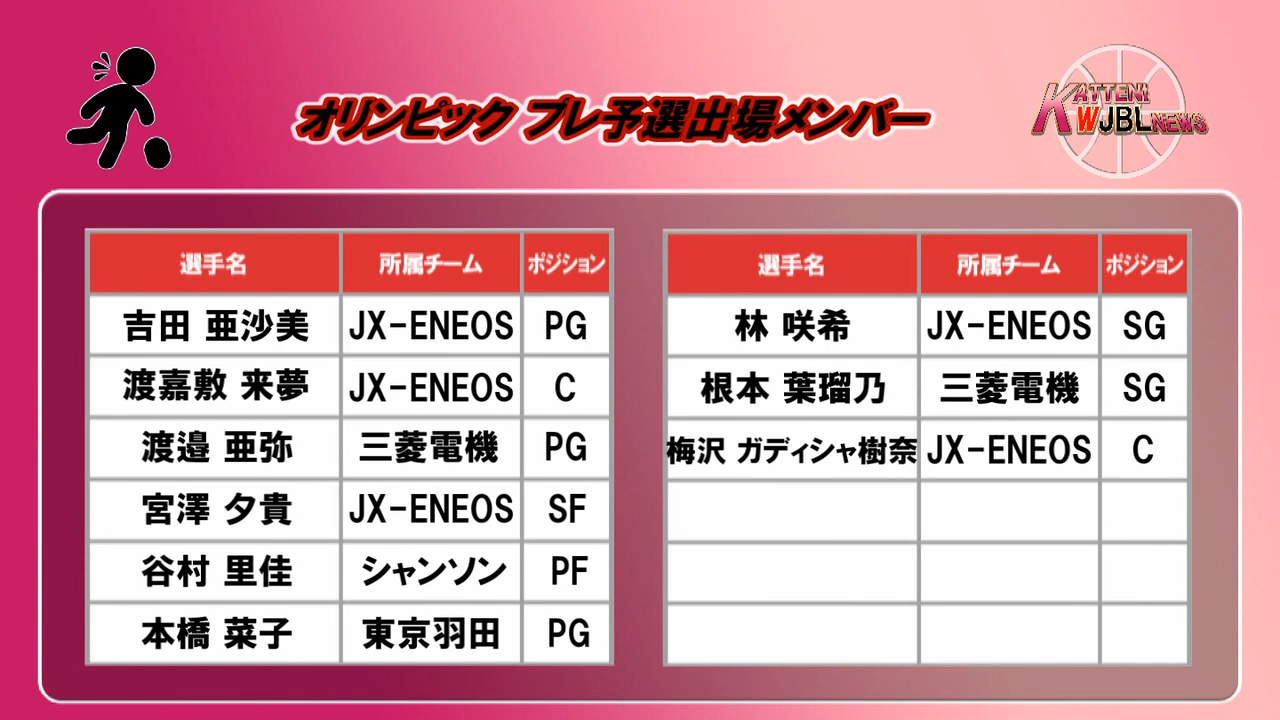 オリンピック プレ予選出場メンバー
KATTENI
WJBL NEWS
選手名 所属チーム ポジション
吉田 亜沙美 JX-ENEOS PG
渡嘉敷 来夢 JX-ENEOS C
渡邉 亜弥 三菱電機 PG
宮澤 夕貴 JX-ENEOS SF
谷村 里佳 シャンソン PF
本橋 菜子 東京羽田 PG
選手名 所属チーム ポジション
林 咲希 JX-ENEOS SG
根本 葉瑠乃 三菱電機 SG
梅沢 ガディシャ樹奈 JX-ENEOS C